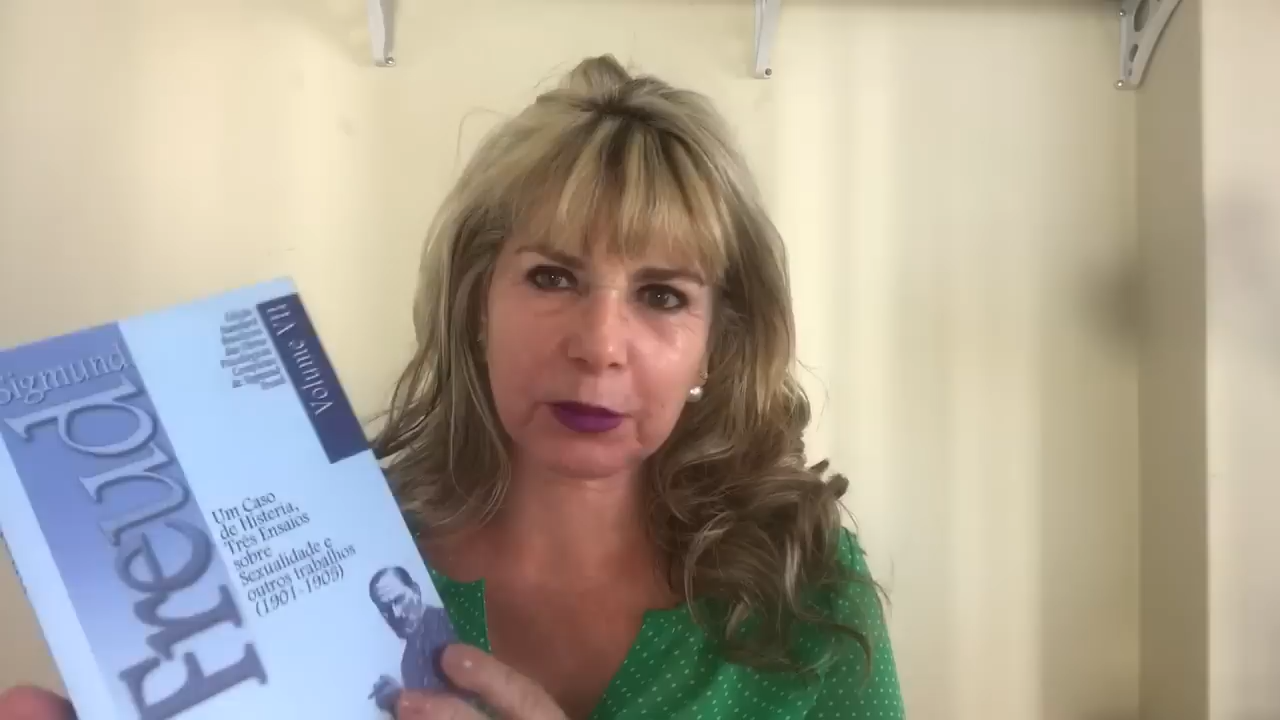 Sigmund
Freud
Volume VII
Um Caso
de Histeria,
Três Ensaios
sobre
Sexualidade e
outros trabalhos
(1901-1905)